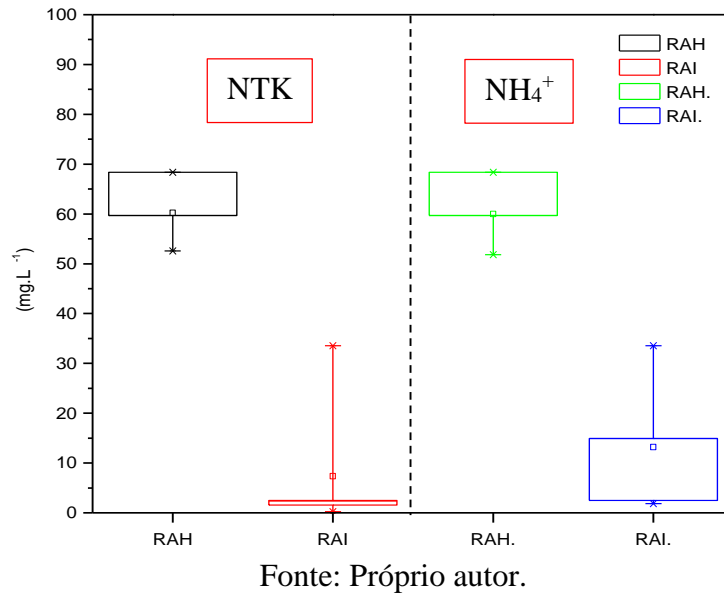 100
90
80
70
60
50
40
30
20
10
0
(mg.L⁻¹)
NTK
NH₄⁺
RAH
RAI
RAH.
RAI.
RAH RAI RAH. RAI.
Fonte: Próprio autor.